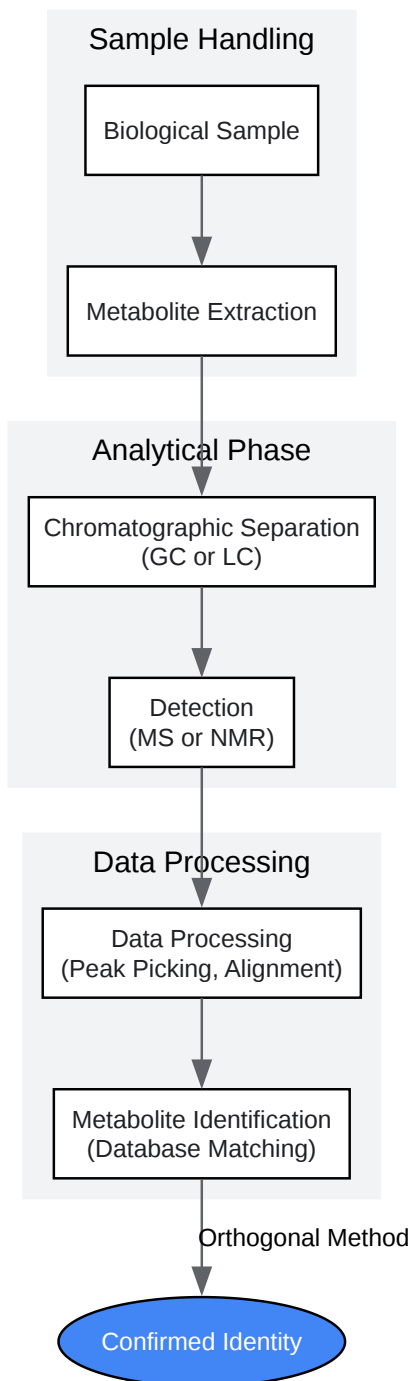 Sample Handling
Biological Sample
Metabolite Extraction
Analytical Phase
Chromatographic Separation
(GC or LC)
Detection
(MS or NMR)
Data Processing
Data Processing
(Peak Picking, Alignment)
Metabolite Identification
(Database Matching)
Orthogonal Method
Confirmed Identity